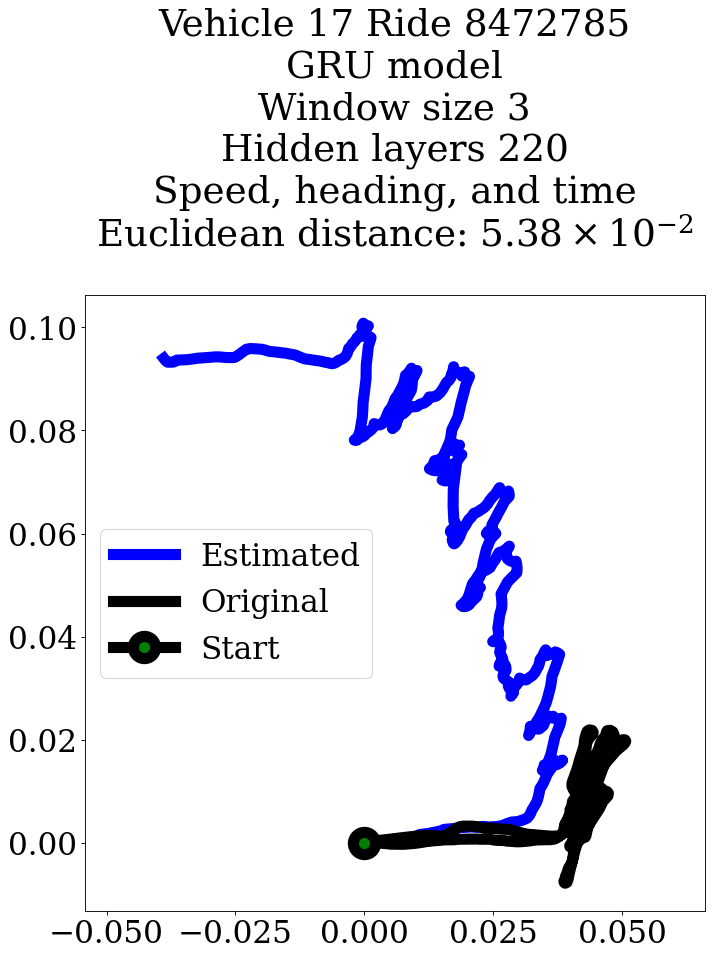 Vehicle 17 Ride 8472785
GRU model
Window size 3
Hidden layers 220
Speed, heading, and time
Euclidean distance: 5.38 × 10⁻²
0.10
0.08
0.06
0.04
0.02
0.00
Estimated
Original
Start
−0.050 −0.025 0.000 0.025 0.050